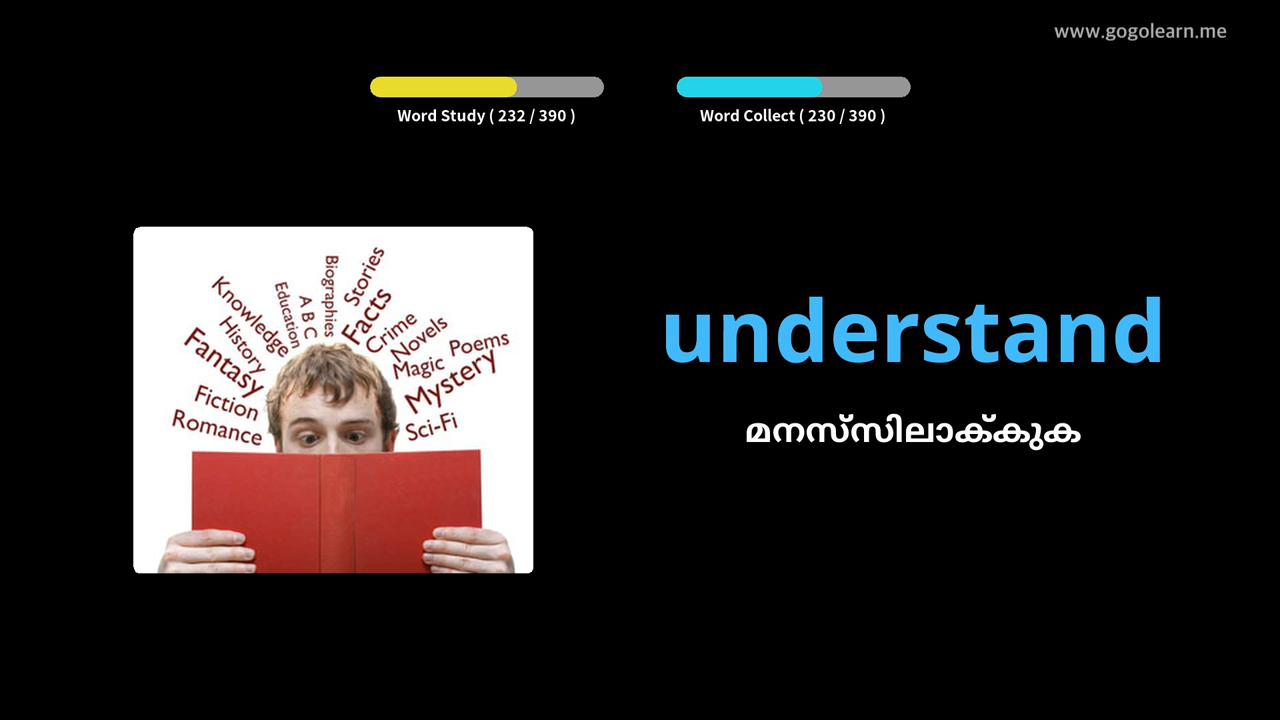 www.gogolearn.me
Word Study ( 232 / 390 )
Word Collect ( 230 / 390 )
Biographies
Stories
Education
A B C
Facts
Knowledge
Crime
History
Novels
Fantasy
Magic
Poems
Mystery
Fiction
Romance
Sci-Fi
understand
മനസ്സിലാക്കുക